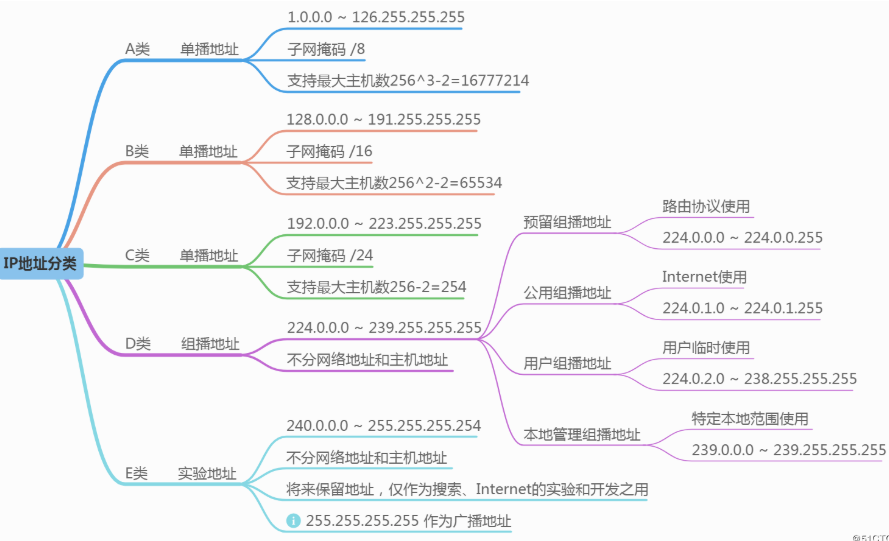 IP地址分类
A类 单播地址
1.0.0.0 ~ 126.255.255.255
子网掩码 /8
支持最大主机数256^3-2=16777214
B类 单播地址
128.0.0.0 ~ 191.255.255.255
子网掩码 /16
支持最大主机数256^2-2=65534
C类 单播地址
192.0.0.0 ~ 223.255.255.255
子网掩码 /24
支持最大主机数256-2=254
D类 组播地址
224.0.0.0 ~ 239.255.255.255
预留组播地址
路由协议使用
224.0.0.0 ~ 224.0.0.255
公用组播地址
Internet使用
224.0.1.0 ~ 224.0.1.255
用户组播地址
用户临时使用
224.0.2.0 ~ 238.255.255.255
本地管理组播地址
特定本地范围使用
239.0.0.0 ~ 239.255.255.255
不分网络地址和主机地址
E类 实验地址
240.0.0.0 ~ 255.255.255.254
不分网络地址和主机地址
将来保留地址，仅作为搜索、Internet的实验和开发之用
255.255.255.255 作为广播地址